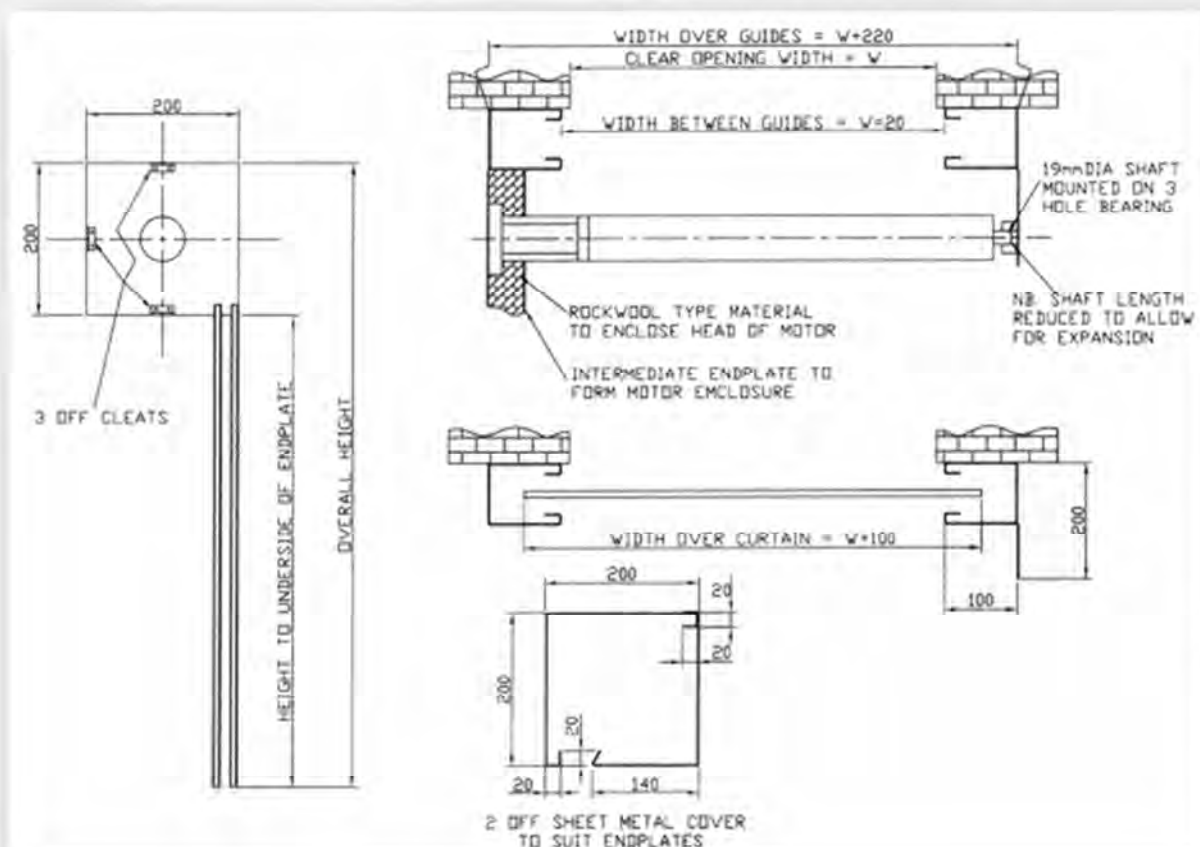 WIDTH OVER GUIDES = W+220
CLEAR OPENING WIDTH = W
WIDTH BETWEEN GUIDES = W=20
200
200
3 OFF CLEATS
HEIGHT TO UNDERSIDE OF ENDPLATE
OVERALL HEIGHT
19mmDIA SHAFT
MOUNTED ON 3
HOLE BEARING
NB. SHAFT LENGTH
REDUCED TO ALLOW
FOR EXPANSION
ROCKWOOL TYPE MATERIAL
TO ENCLOSE HEAD OF MOTOR
INTERMEDIATE ENDPLATE TO
FORM MOTOR EMCLOSURE
WIDTH OVER CURTAIN = W+100
200
100
200
20
20
200
20
20
140
2 OFF SHEET METAL COVER
TO SUIT ENDPLATES